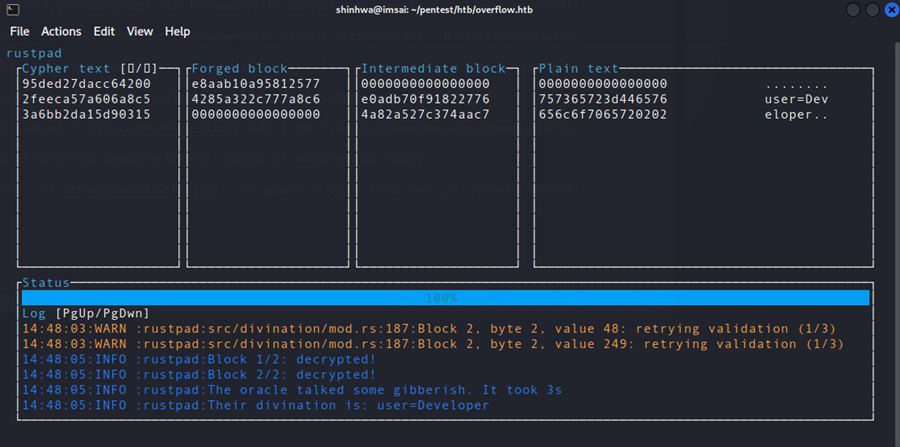 shinhwa@imsai: ~/pentest/htb/overflow.htb
File Actions Edit View Help
rustpad
Cypher text [▯/▯] Forged block Intermediate block Plain text
95ded27dacc64200 e8aab10a95812577 0000000000000000 0000000000000000 ........
2feeca57a606a8c5 4285a322c777a8c6 e0adb70f91822776 757365723d446576 user=Dev
3a6bb2da15d90315 0000000000000000 4a82a527c374aac7 656c6f7065720202 eloper..
Status
100%
Log [PgUp/PgDwn]
14:48:03:WARN :rustpad:src/divination/mod.rs:187:Block 2, byte 2, value 48: retrying validation (1/3)
14:48:03:WARN :rustpad:src/divination/mod.rs:187:Block 2, byte 2, value 249: retrying validation (1/3)
14:48:05:INFO :rustpad:Block 1/2: decrypted!
14:48:05:INFO :rustpad:Block 2/2: decrypted!
14:48:05:INFO :rustpad:The oracle talked some gibberish. It took 3s
14:48:05:INFO :rustpad:Their divination is: user=Developer